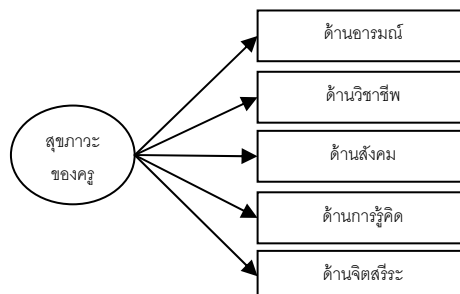 สุขภาวะ
ของครู
ด้านอารมณ์
ด้านวิชาชีพ
ด้านสังคม
ด้านการรู้คิด
ด้านจิตสรีระ